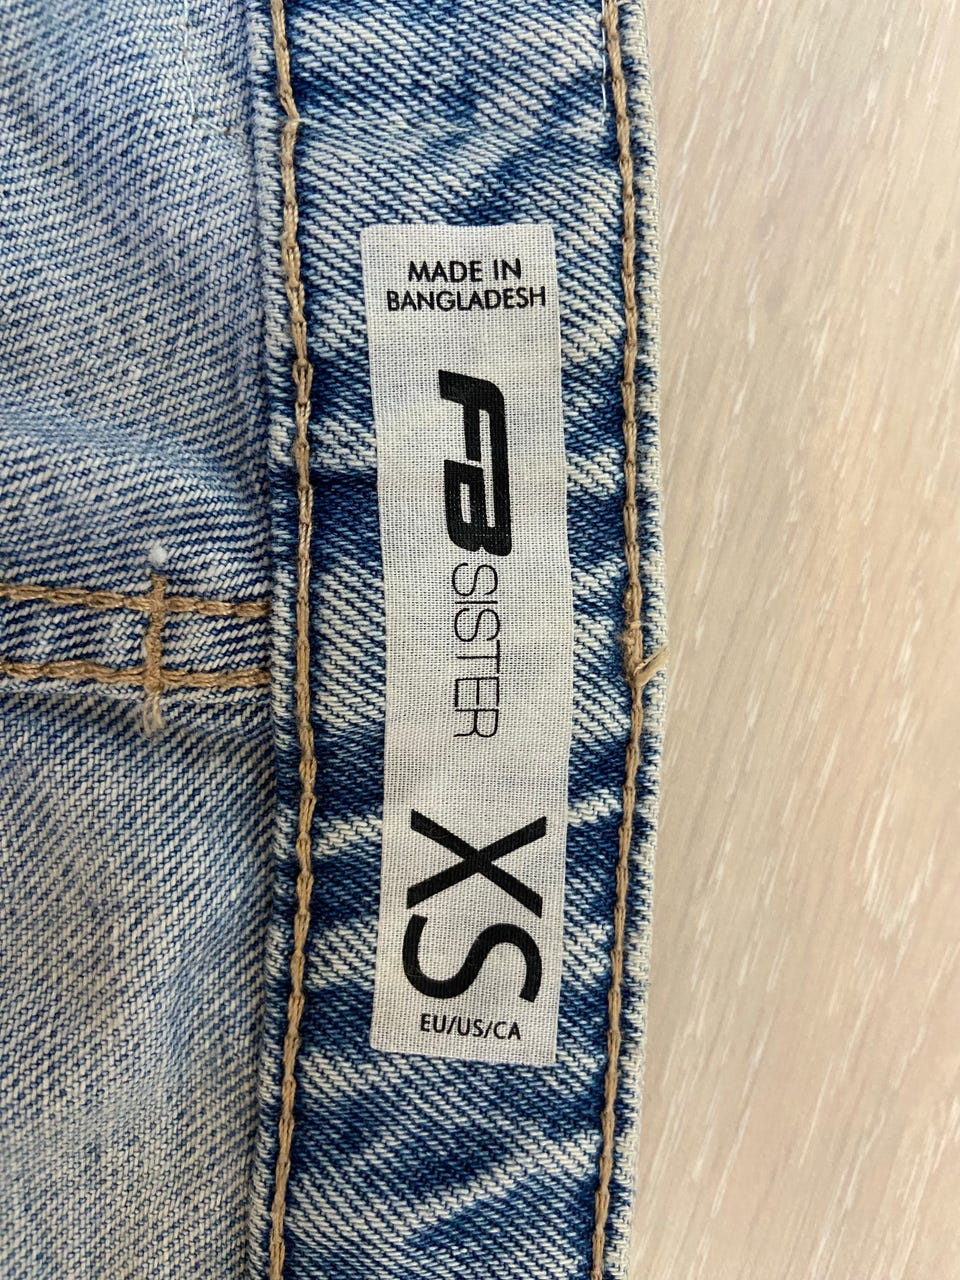 MADE IN
BANGLADESH
FB SISTER
XS
EU/US/CA